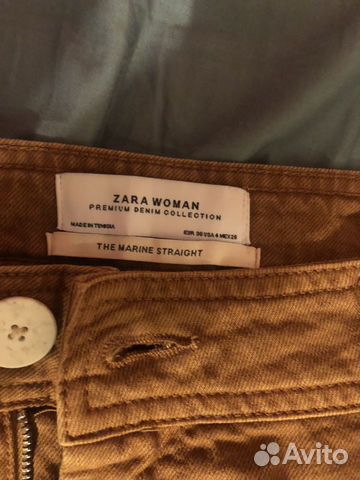 ZARA WOMAN
PREMIUM DENIM COLLECTION
MADE IN TUNISIA EUR 36 USA 4 MEX 26
THE MARINE STRAIGHT
Avito